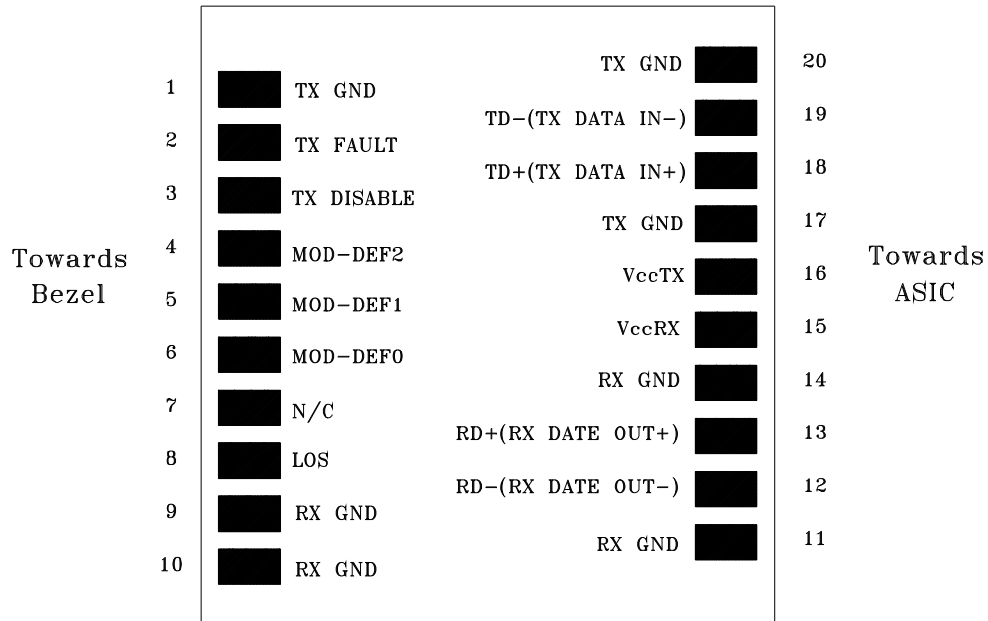 Towards
Bezel
1 TX GND
2 TX FAULT
3 TX DISABLE
4 MOD-DEF2
5 MOD-DEF1
6 MOD-DEF0
7 N/C
8 LOS
9 RX GND
10 RX GND
TX GND 20
TD-(TX DATA IN-) 19
TD+(TX DATA IN+) 18
TX GND 17
VccTX 16
VccRX 15
RX GND 14
RD+(RX DATE OUT+) 13
RD-(RX DATE OUT-) 12
RX GND 11
Towards
ASIC